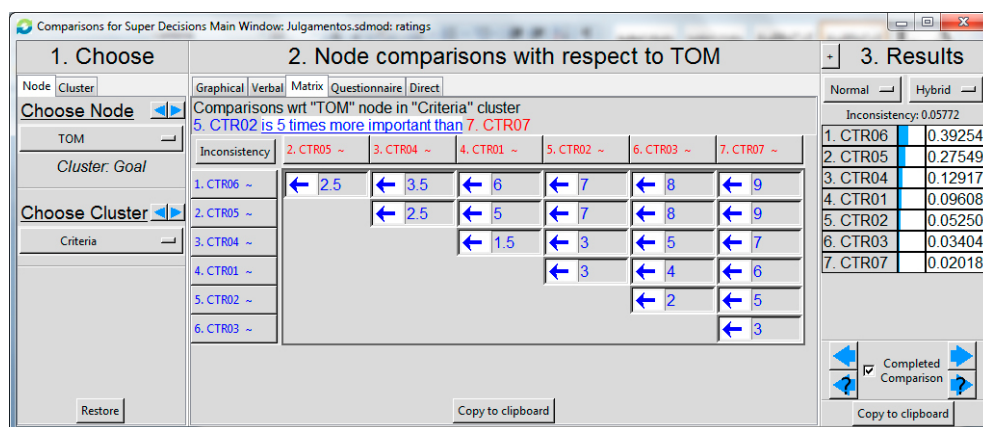 Comparisons for Super Decisions Main Window: Julgamentos.sdmod: ratings
1. Choose
Node Cluster
Choose Node
TOM
Cluster: Goal
Choose Cluster
Criteria
Restore
2. Node comparisons with respect to TOM
Graphical Verbal Matrix Questionnaire Direct
Comparisons wrt "TOM" node in "Criteria" cluster
5. CTR02 is 5 times more important than 7. CTR07
Inconsistency 2. CTR05 ~ 3. CTR04 ~ 4. CTR01 ~ 5. CTR02 ~ 6. CTR03 ~ 7. CTR07 ~
1. CTR06 ~ 2.5 3.5 6 7 8 9
2. CTR05 ~ 2.5 5 7 8 9
3. CTR04 ~ 1.5 3 5 7
4. CTR01 ~ 3 4 6
5. CTR02 ~ 2 5
6. CTR03 ~ 3
Copy to clipboard
+ 3. Results
Normal Hybrid
Inconsistency: 0.05772
1. CTR06 0.39254
2. CTR05 0.27549
3. CTR04 0.12917
4. CTR01 0.09608
5. CTR02 0.05250
6. CTR03 0.03404
7. CTR07 0.02018
Completed
Comparison
? ?
Copy to clipboard